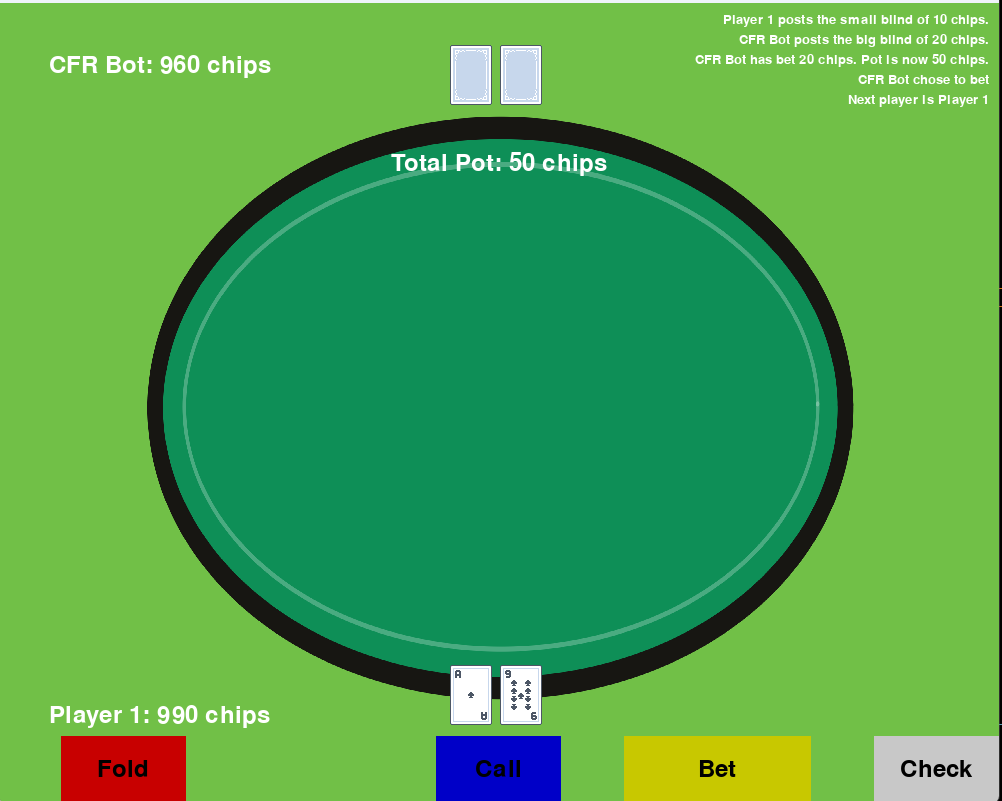 Player 1 posts the small blind of 10 chips.
CFR Bot posts the big blind of 20 chips.
CFR Bot: 960 chips
CFR Bot has bet 20 chips. Pot is now 50 chips.
CFR Bot chose to bet
Next player is Player 1
Total Pot: 50 chips
A
9
A
9
Player 1: 990 chips
Fold
Call
Bet
Check